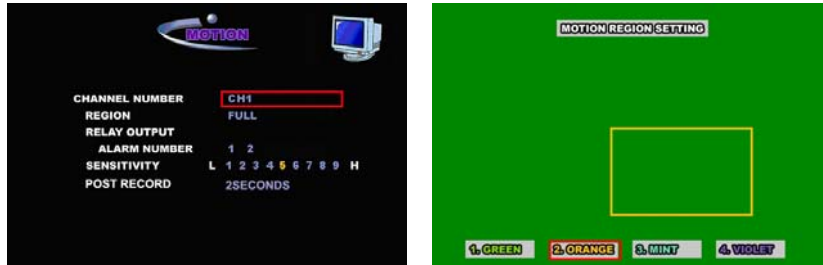 MOTION
CHANNEL NUMBER CH1
REGION FULL
RELAY OUTPUT
ALARM NUMBER 1 2
SENSITIVITY L 1 2 3 4 5 6 7 8 9 H
POST RECORD 2SECONDS
MOTION REGION SETTING
1. GREEN 2. ORANGE 3. MINT 4. VIOLET